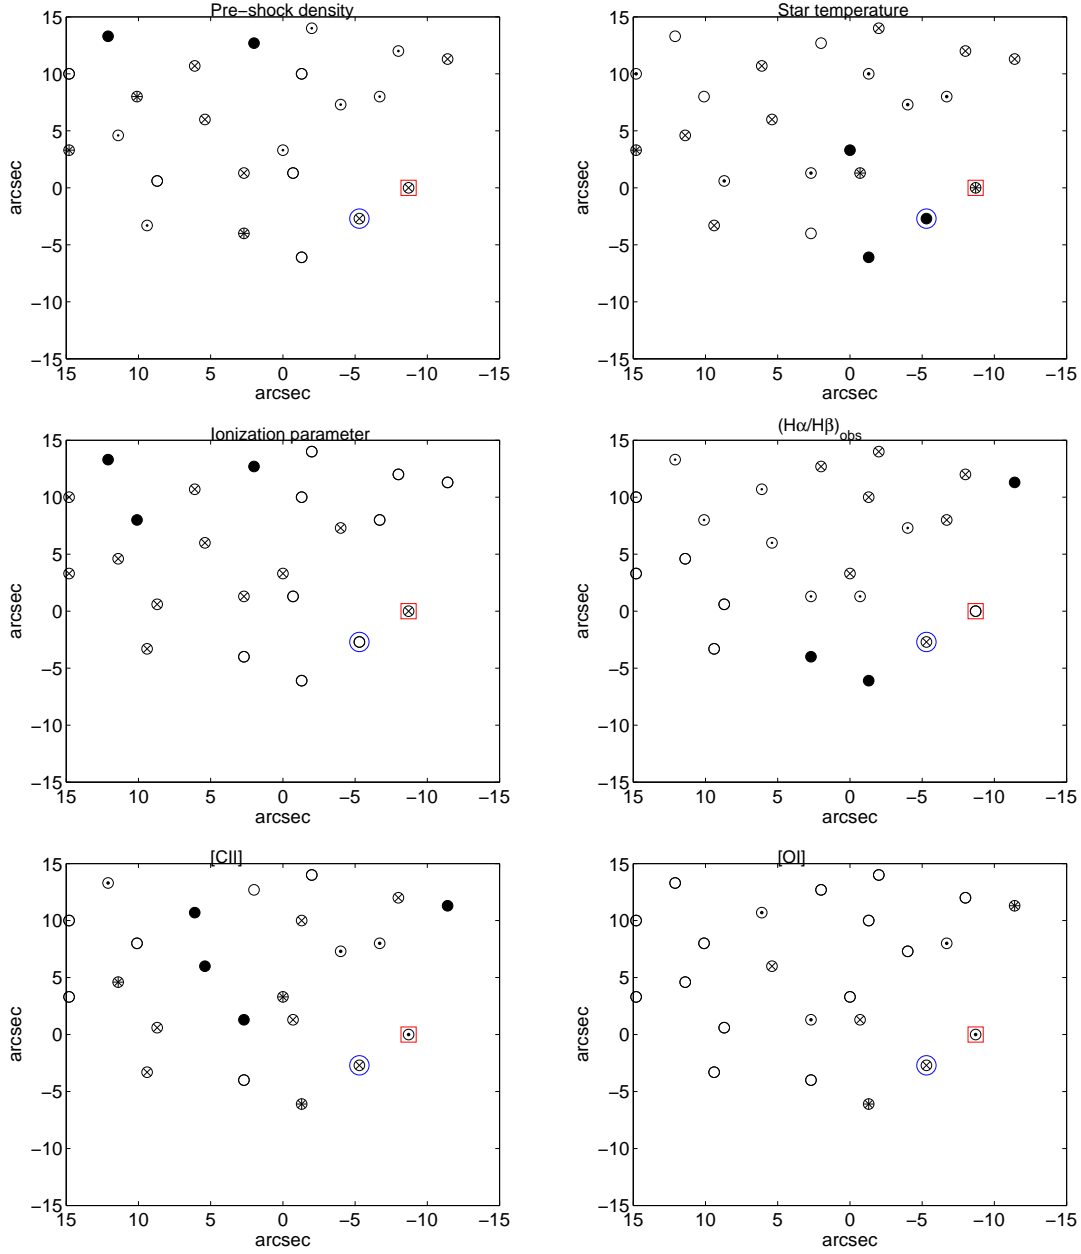 Pre−shock density
15
10
5
0
−5
−10
−15
arcsec
15 10 5 0 −5 −10 −15
arcsec
Star temperature
15
10
5
0
−5
−10
−15
arcsec
15 10 5 0 −5 −10 −15
arcsec
Ionization parameter
15
10
5
0
−5
−10
−15
arcsec
15 10 5 0 −5 −10 −15
arcsec
(Hα/Hβ)obs
15
10
5
0
−5
−10
−15
arcsec
15 10 5 0 −5 −10 −15
arcsec
[CII]
15
10
5
0
−5
−10
−15
arcsec
15 10 5 0 −5 −10 −15
arcsec
[OI]
15
10
5
0
−5
−10
−15
arcsec
15 10 5 0 −5 −10 −15
arcsec